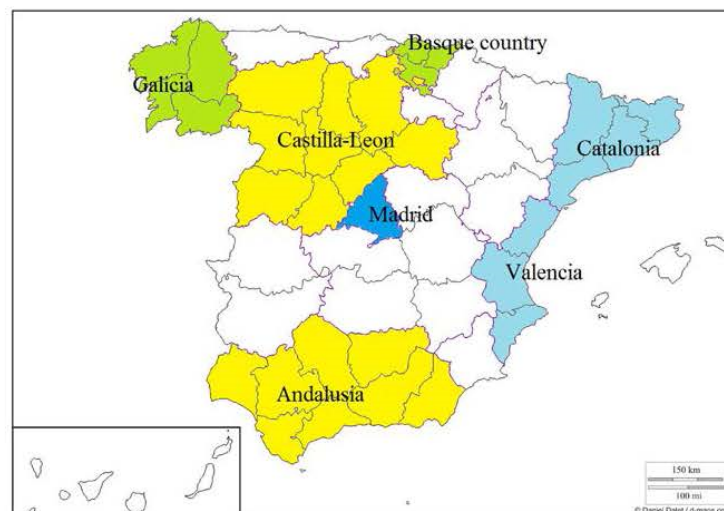 Basque country
Galicia
Castilla-Leon
Catalonia
Madrid
Valencia
Andalusia
150 km
100 mi